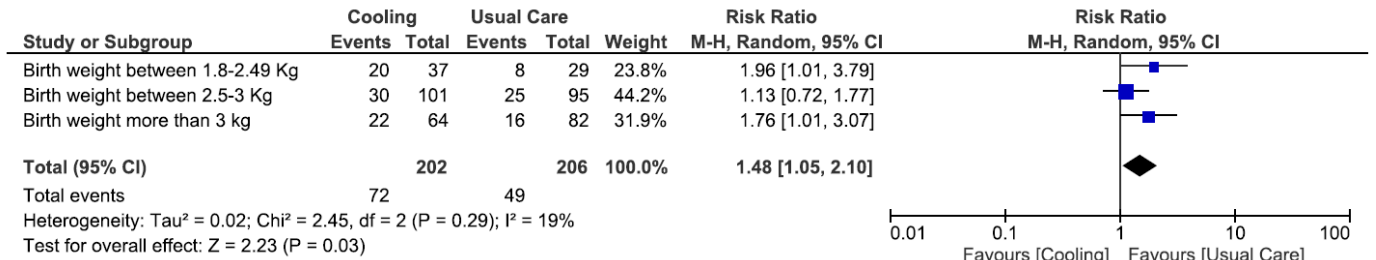 Cooling Usual Care Risk Ratio Risk Ratio
Study or Subgroup Events Total Events Total Weight M-H, Random, 95% CI M-H, Random, 95% CI
Birth weight between 1.8-2.49 Kg 20 37 8 29 23.8% 1.96 [1.01, 3.79]
Birth weight between 2.5-3 Kg 30 101 25 95 44.2% 1.13 [0.72, 1.77]
Birth weight more than 3 kg 22 64 16 82 31.9% 1.76 [1.01, 3.07]
Total (95% CI) 202 206 100.0% 1.48 [1.05, 2.10]
Total events 72 49
Heterogeneity: Tau² = 0.02; Chi² = 2.45, df = 2 (P = 0.29); I² = 19%
Test for overall effect: Z = 2.23 (P = 0.03)
0.01 0.1 1 10 100
Favours [Cooling] Favours [Usual Care]